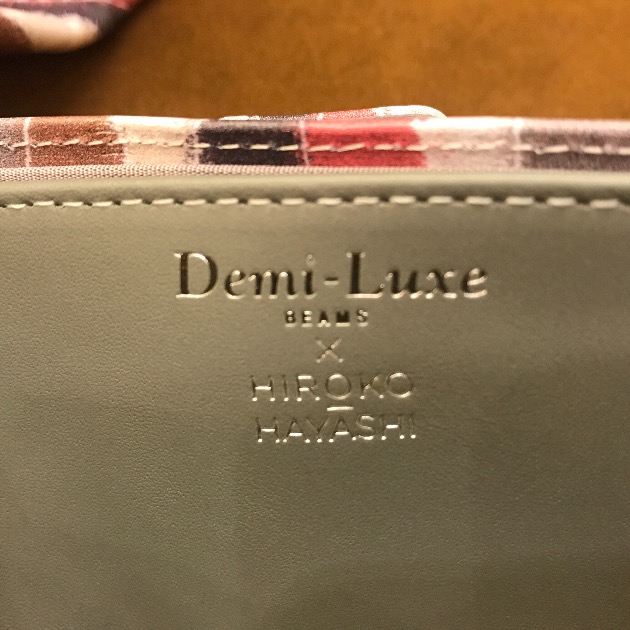 Demi-Luxe
BEAMS
×
HIROKO
HAYASHI